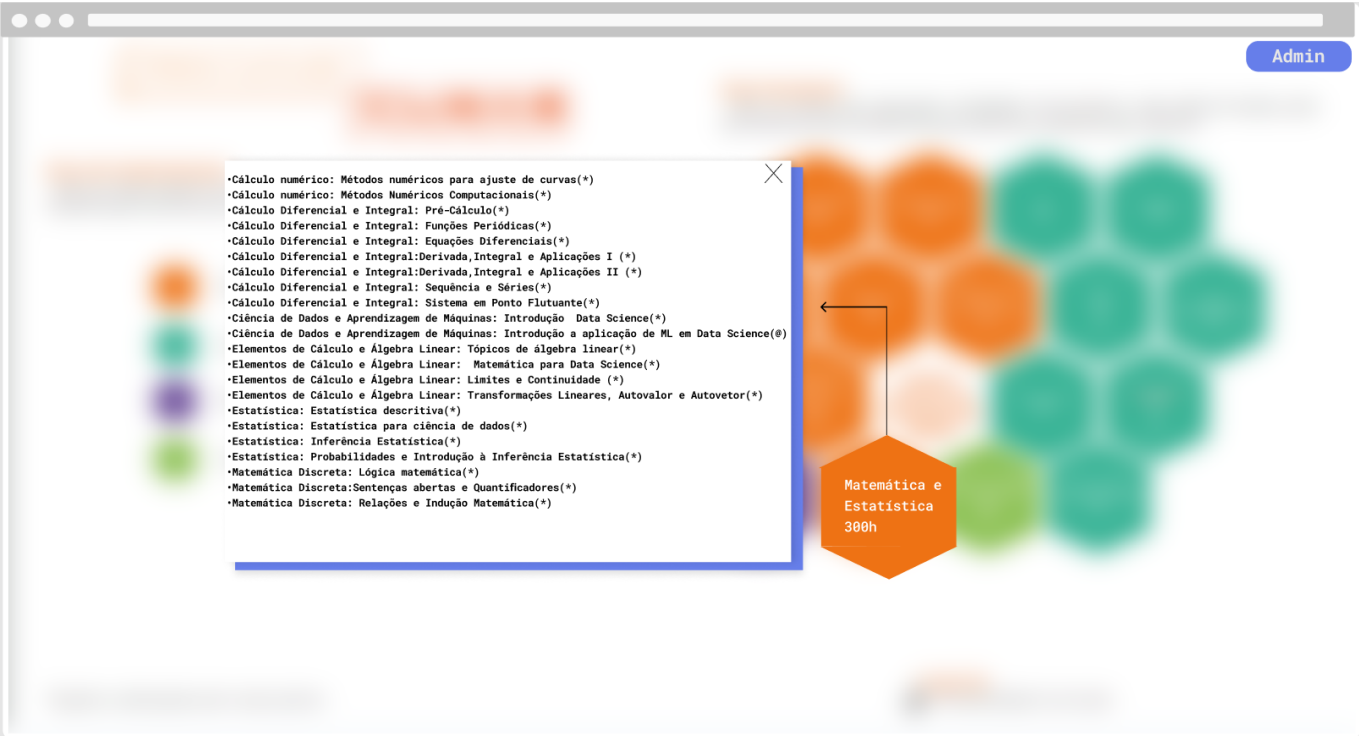 Admin
•Cálculo numérico: Métodos numéricos para ajuste de curvas(*)
•Cálculo numérico: Métodos Numéricos Computacionais(*)
•Cálculo Diferencial e Integral: Pré-Cálculo(*)
•Cálculo Diferencial e Integral: Funções Periódicas(*)
•Cálculo Diferencial e Integral: Equações Diferenciais(*)
•Cálculo Diferencial e Integral:Derivada,Integral e Aplicações I (*)
•Cálculo Diferencial e Integral:Derivada,Integral e Aplicações II (*)
•Cálculo Diferencial e Integral: Sequência e Séries(*)
•Cálculo Diferencial e Integral: Sistema em Ponto Flutuante(*)
•Ciência de Dados e Aprendizagem de Máquinas: Introdução  Data Science(*)
•Ciência de Dados e Aprendizagem de Máquinas: Introdução a aplicação de ML em Data Science(@)
•Elementos de Cálculo e Álgebra Linear: Tópicos de álgebra linear(*)
•Elementos de Cálculo e Álgebra Linear:  Matemática para Data Science(*)
•Elementos de Cálculo e Álgebra Linear: Limites e Continuidade (*)
•Elementos de Cálculo e Álgebra Linear: Transformações Lineares, Autovalor e Autovetor(*)
•Estatística: Estatística descritiva(*)
•Estatística: Estatística para ciência de dados(*)
•Estatística: Inferência Estatística(*)
•Estatística: Probabilidades e Introdução à Inferência Estatística(*)
•Matemática Discreta: Lógica matemática(*)
•Matemática Discreta:Sentenças abertas e Quantificadores(*)
•Matemática Discreta: Relações e Indução Matemática(*)
Matemática e
Estatística
300h